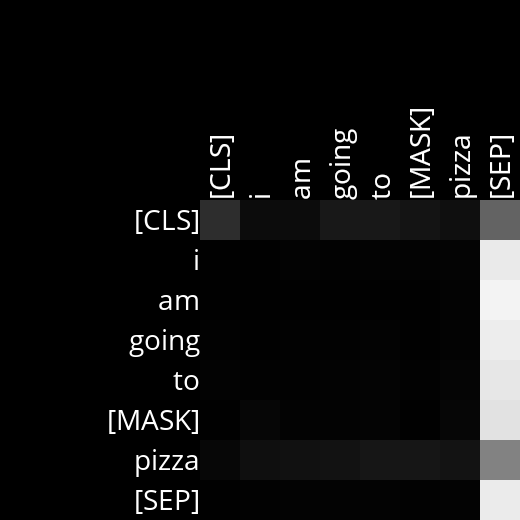 [CLS] i am going to [MASK] pizza [SEP]
[CLS]
i
am
going
to
[MASK]
pizza
[SEP]